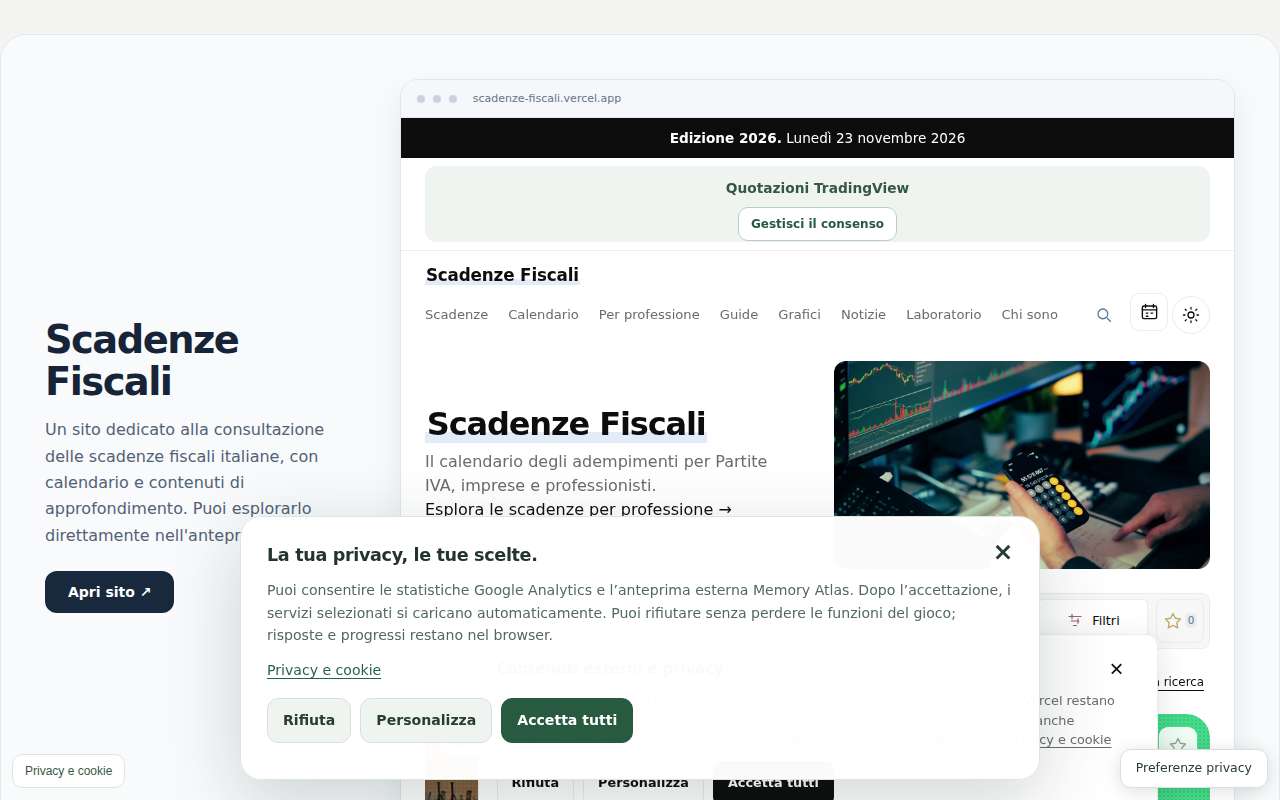 scadenze-fiscali.vercel.app
Edizione 2026. Lunedì 23 novembre 2026
Quotazioni TradingView
Gestisci il consenso
Scadenze Fiscali
Scadenze Calendario Per professione Guide Grafici Notizie Laboratorio Chi sono
Scadenze
Fiscali
Un sito dedicato alla consultazione
delle scadenze fiscali italiane, con
calendario e contenuti di
approfondimento. Puoi esplorarlo
direttamente nell'antepr
Apri sito ↗
Scadenze Fiscali
Il calendario degli adempimenti per Partite
IVA, imprese e professionisti.
Esplora le scadenze per professione →
Filtri
0
ricerca
La tua privacy, le tue scelte.
Puoi consentire le statistiche Google Analytics e l’anteprima esterna Memory Atlas. Dopo l’accettazione, i
servizi selezionati si caricano automaticamente. Puoi rifiutare senza perdere le funzioni del gioco;
risposte e progressi restano nel browser.
Privacy e cookie
Rifiuta Personalizza Accetta tutti
Contenuti esterni e privacy
rcel restano
anche
cy e cookie
Rifiuta Personalizza Accetta tutti
Privacy e cookie
Preferenze privacy